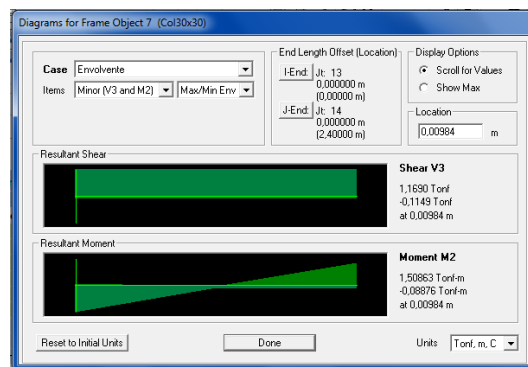 Diagrams for Frame Object 7 (Col30x30)
Case Envolvente
Items Minor (V3 and M2) Max/Min Env
End Length Offset (Location)
I-End: Jt: 13
0,000000 m
(0,00000 m)
J-End: Jt: 14
0,000000 m
(2,40000 m)
Display Options
Scroll for Values
Show Max
Location
0,00984 m
Resultant Shear
Shear V3
1,1690 Tonf
-0,1149 Tonf
at 0,00984 m
Resultant Moment
Moment M2
1,50863 Tonf-m
-0,08876 Tonf-m
at 0,00984 m
Reset to Initial Units
Done
Units Tonf, m, C